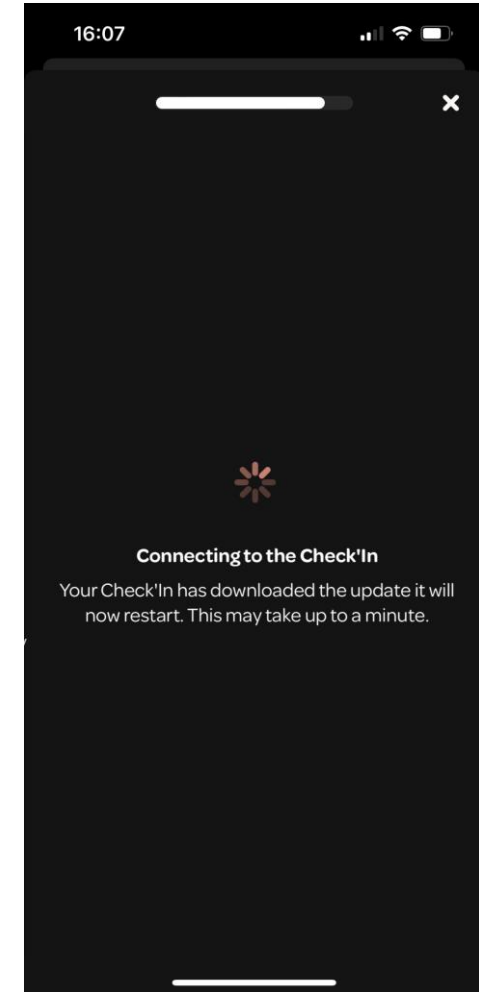 16:07
Connecting to the Check'In
Your Check'In has downloaded the update it will
now restart. This may take up to a minute.